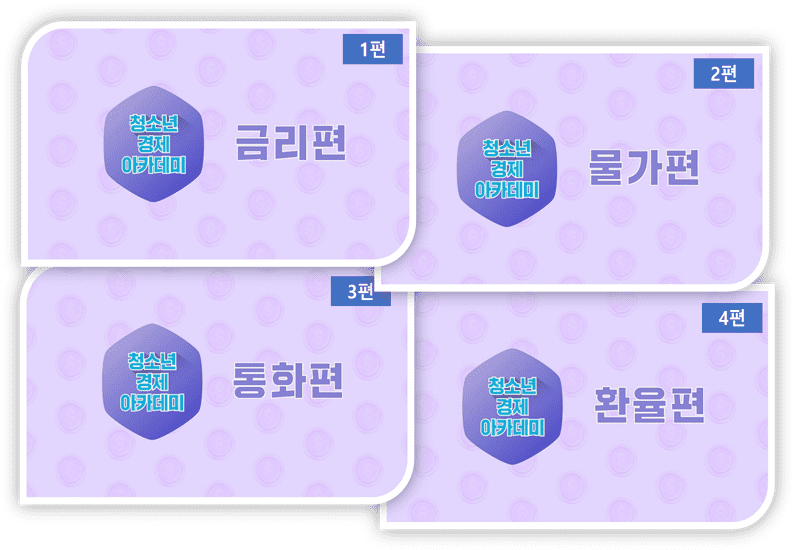 1편
청소년
경제
아카데미
금리편
2편
청소년
경제
아카데미
물가편
3편
청소년
경제
아카데미
통화편
4편
청소년
경제
아카데미
환율편